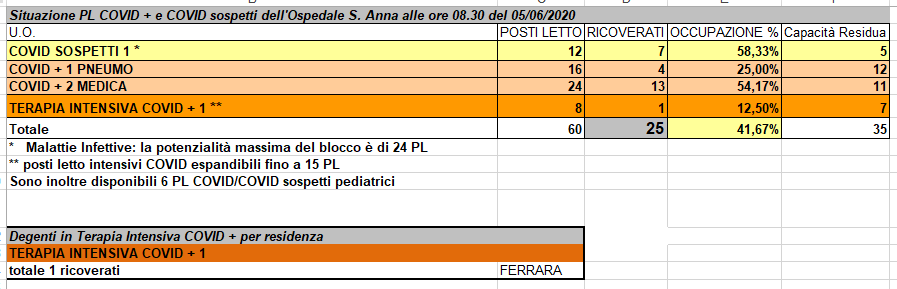 Situazione PL COVID + e COVID sospetti dell'Ospedale S. Anna alle ore 08.30 del 05/06/2020
U.O. POSTI LETTO RICOVERATI OCCUPAZIONE % Capacità Residua
COVID SOSPETTI 1 * 12 7 58,33% 5
COVID + 1 PNEUMO 16 4 25,00% 12
COVID + 2 MEDICA 24 13 54,17% 11
TERAPIA INTENSIVA COVID + 1 ** 8 1 12,50% 7
Totale 60 25 41,67% 35
* Malattie Infettive: la potenzialità massima del blocco è di 24 PL
** posti letto intensivi COVID espandibili fino a 15 PL
Sono inoltre disponibili 6 PL COVID/COVID sospetti pediatrici
Degenti in Terapia Intensiva COVID + per residenza
TERAPIA INTENSIVA COVID + 1
totale 1 ricoverati FERRARA